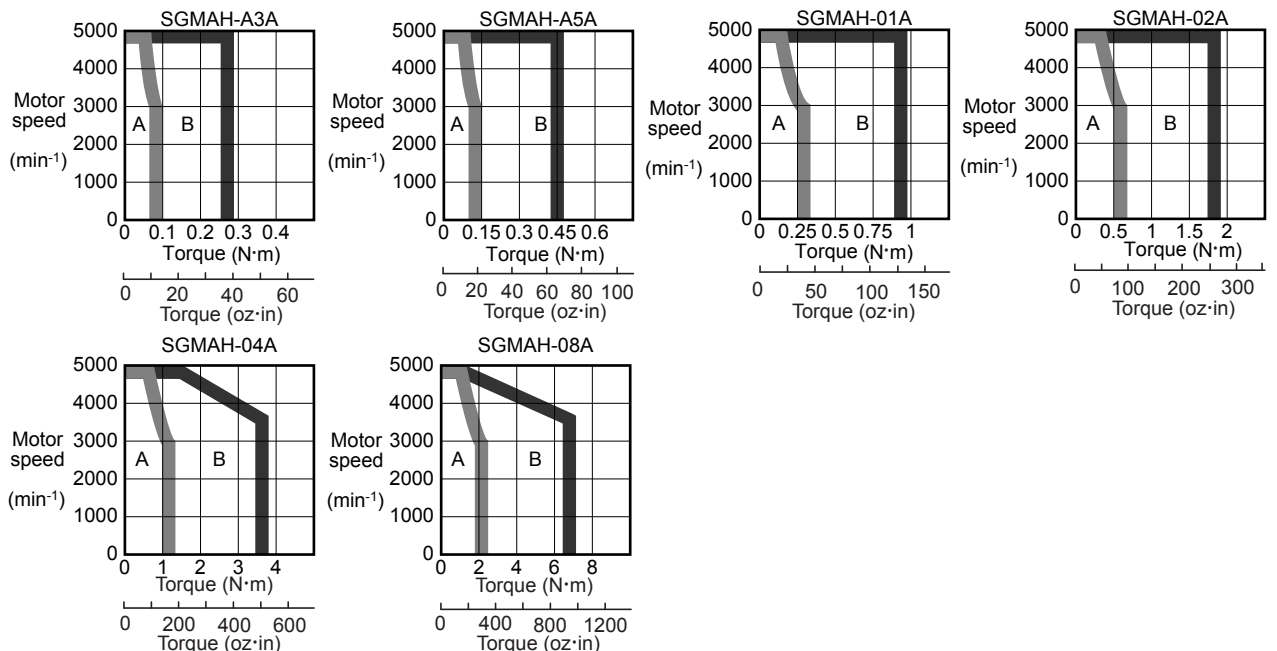 SGMAH-A3A
5000
4000
Motor
speed
3000
A
B
2000
(min-1)
1000
0
0 0.1 0.2 0.3 0.4
Torque (N·m)
0 20 40 60
Torque (oz·in)
SGMAH-A5A
5000
4000
Motor
speed
3000
A
B
2000
(min-1)
1000
0
0 0.15 0.3 0.45 0.6
Torque (N·m)
0 20 40 60 80 100
Torque (oz·in)
SGMAH-01A
5000
4000
Motor
speed
3000
A
B
2000
(min-1)
1000
0
0 0.25 0.5 0.75 1
Torque (N·m)
0 50 100 150
Torque (oz·in)
SGMAH-02A
5000
4000
Motor
speed
3000
A
B
2000
(min-1)
1000
0
0 0.5 1 1.5 2
Torque (N·m)
0 100 200 300
Torque (oz·in)
SGMAH-04A
5000
4000
Motor
speed
3000
A
B
2000
(min-1)
1000
0
0 1 2 3 4
Torque (N·m)
0 200 400 600
Torque (oz·in)
SGMAH-08A
5000
4000
Motor
speed
3000
A
B
2000
(min-1)
1000
0
0 2 4 6 8
Torque (N·m)
0 400 800 1200
Torque (oz·in)